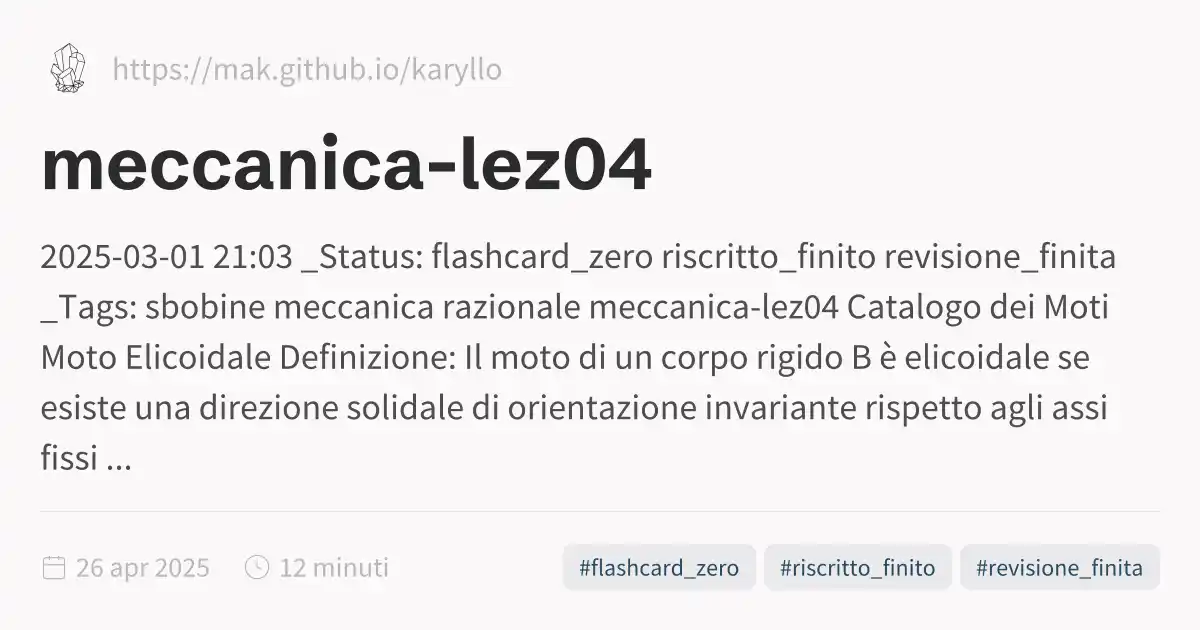 https://mak.github.io/karyllo
meccanica-lez04
2025-03-01 21:03 _Status: flashcard_zero riscritto_finito revisione_finita
_Tags: sbobine meccanica razionale meccanica-lez04 Catalogo dei Moti
Moto Elicoidale Definizione: Il moto di un corpo rigido B è elicoidale se
esiste una direzione solidale di orientazione invariante rispetto agli assi
fissi ...
26 apr 2025 12 minuti #flashcard_zero #riscritto_finito #revisione_finita